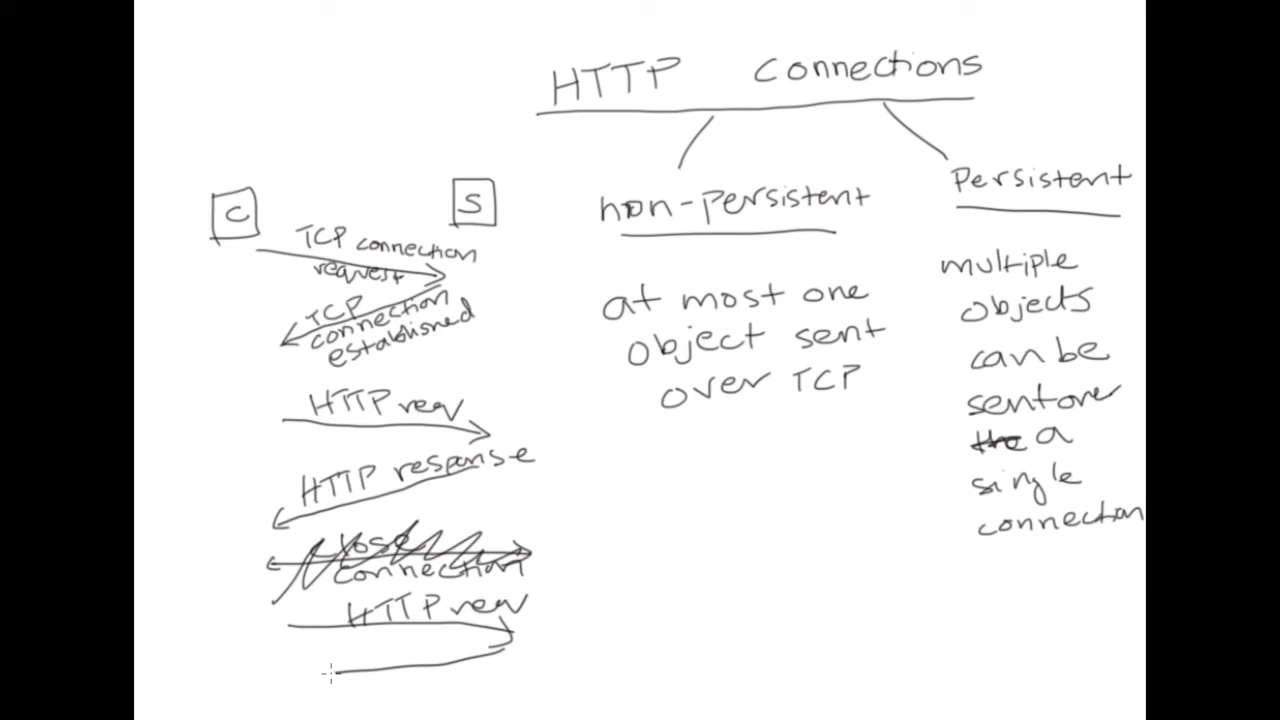 HTTP connections
non-persistent
Persistent
at most one
object sent
over TCP
multiple
objects
can be
sent over
the a
single
connection
C
S
TCP connection
request
TCP
connection
established
HTTP req
HTTP response
close
connection
HTTP req